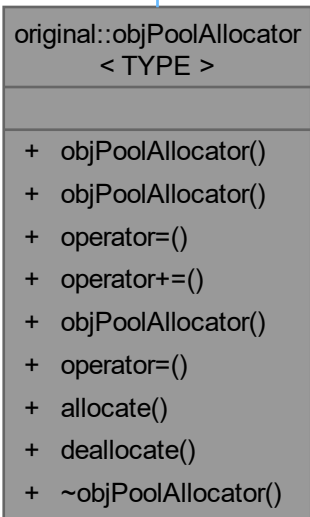 original::objPoolAllocator
< TYPE >
+ objPoolAllocator()
+ objPoolAllocator()
+ operator=()
+ operator+=()
+ objPoolAllocator()
+ operator=()
+ allocate()
+ deallocate()
+ ~objPoolAllocator()